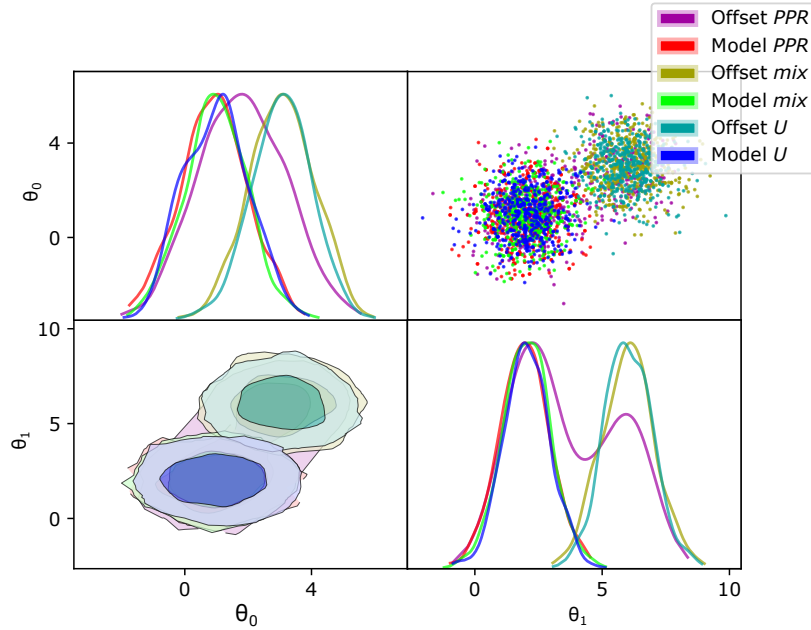 Offset PPR
Model PPR
Offset mix
Model mix
Offset U
Model U
4
0
θ₀
10
5
0
θ₁
0
4
θ₀
0
5
10
θ₁